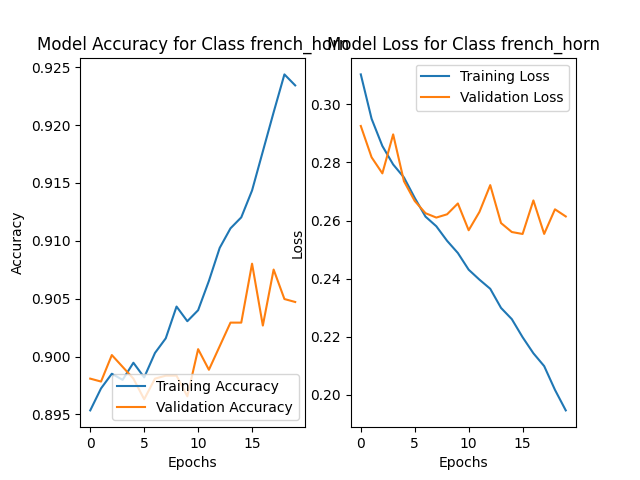 Model Accuracy for Class french_horn
0.925
0.920
0.915
0.910
0.905
0.900
0.895
Accuracy
Training Accuracy
Validation Accuracy
0
5
10
15
Epochs
Model Loss for Class french_horn
Training Loss
Validation Loss
0.30
0.28
0.26
0.24
0.22
0.20
Loss
0
5
10
15
Epochs